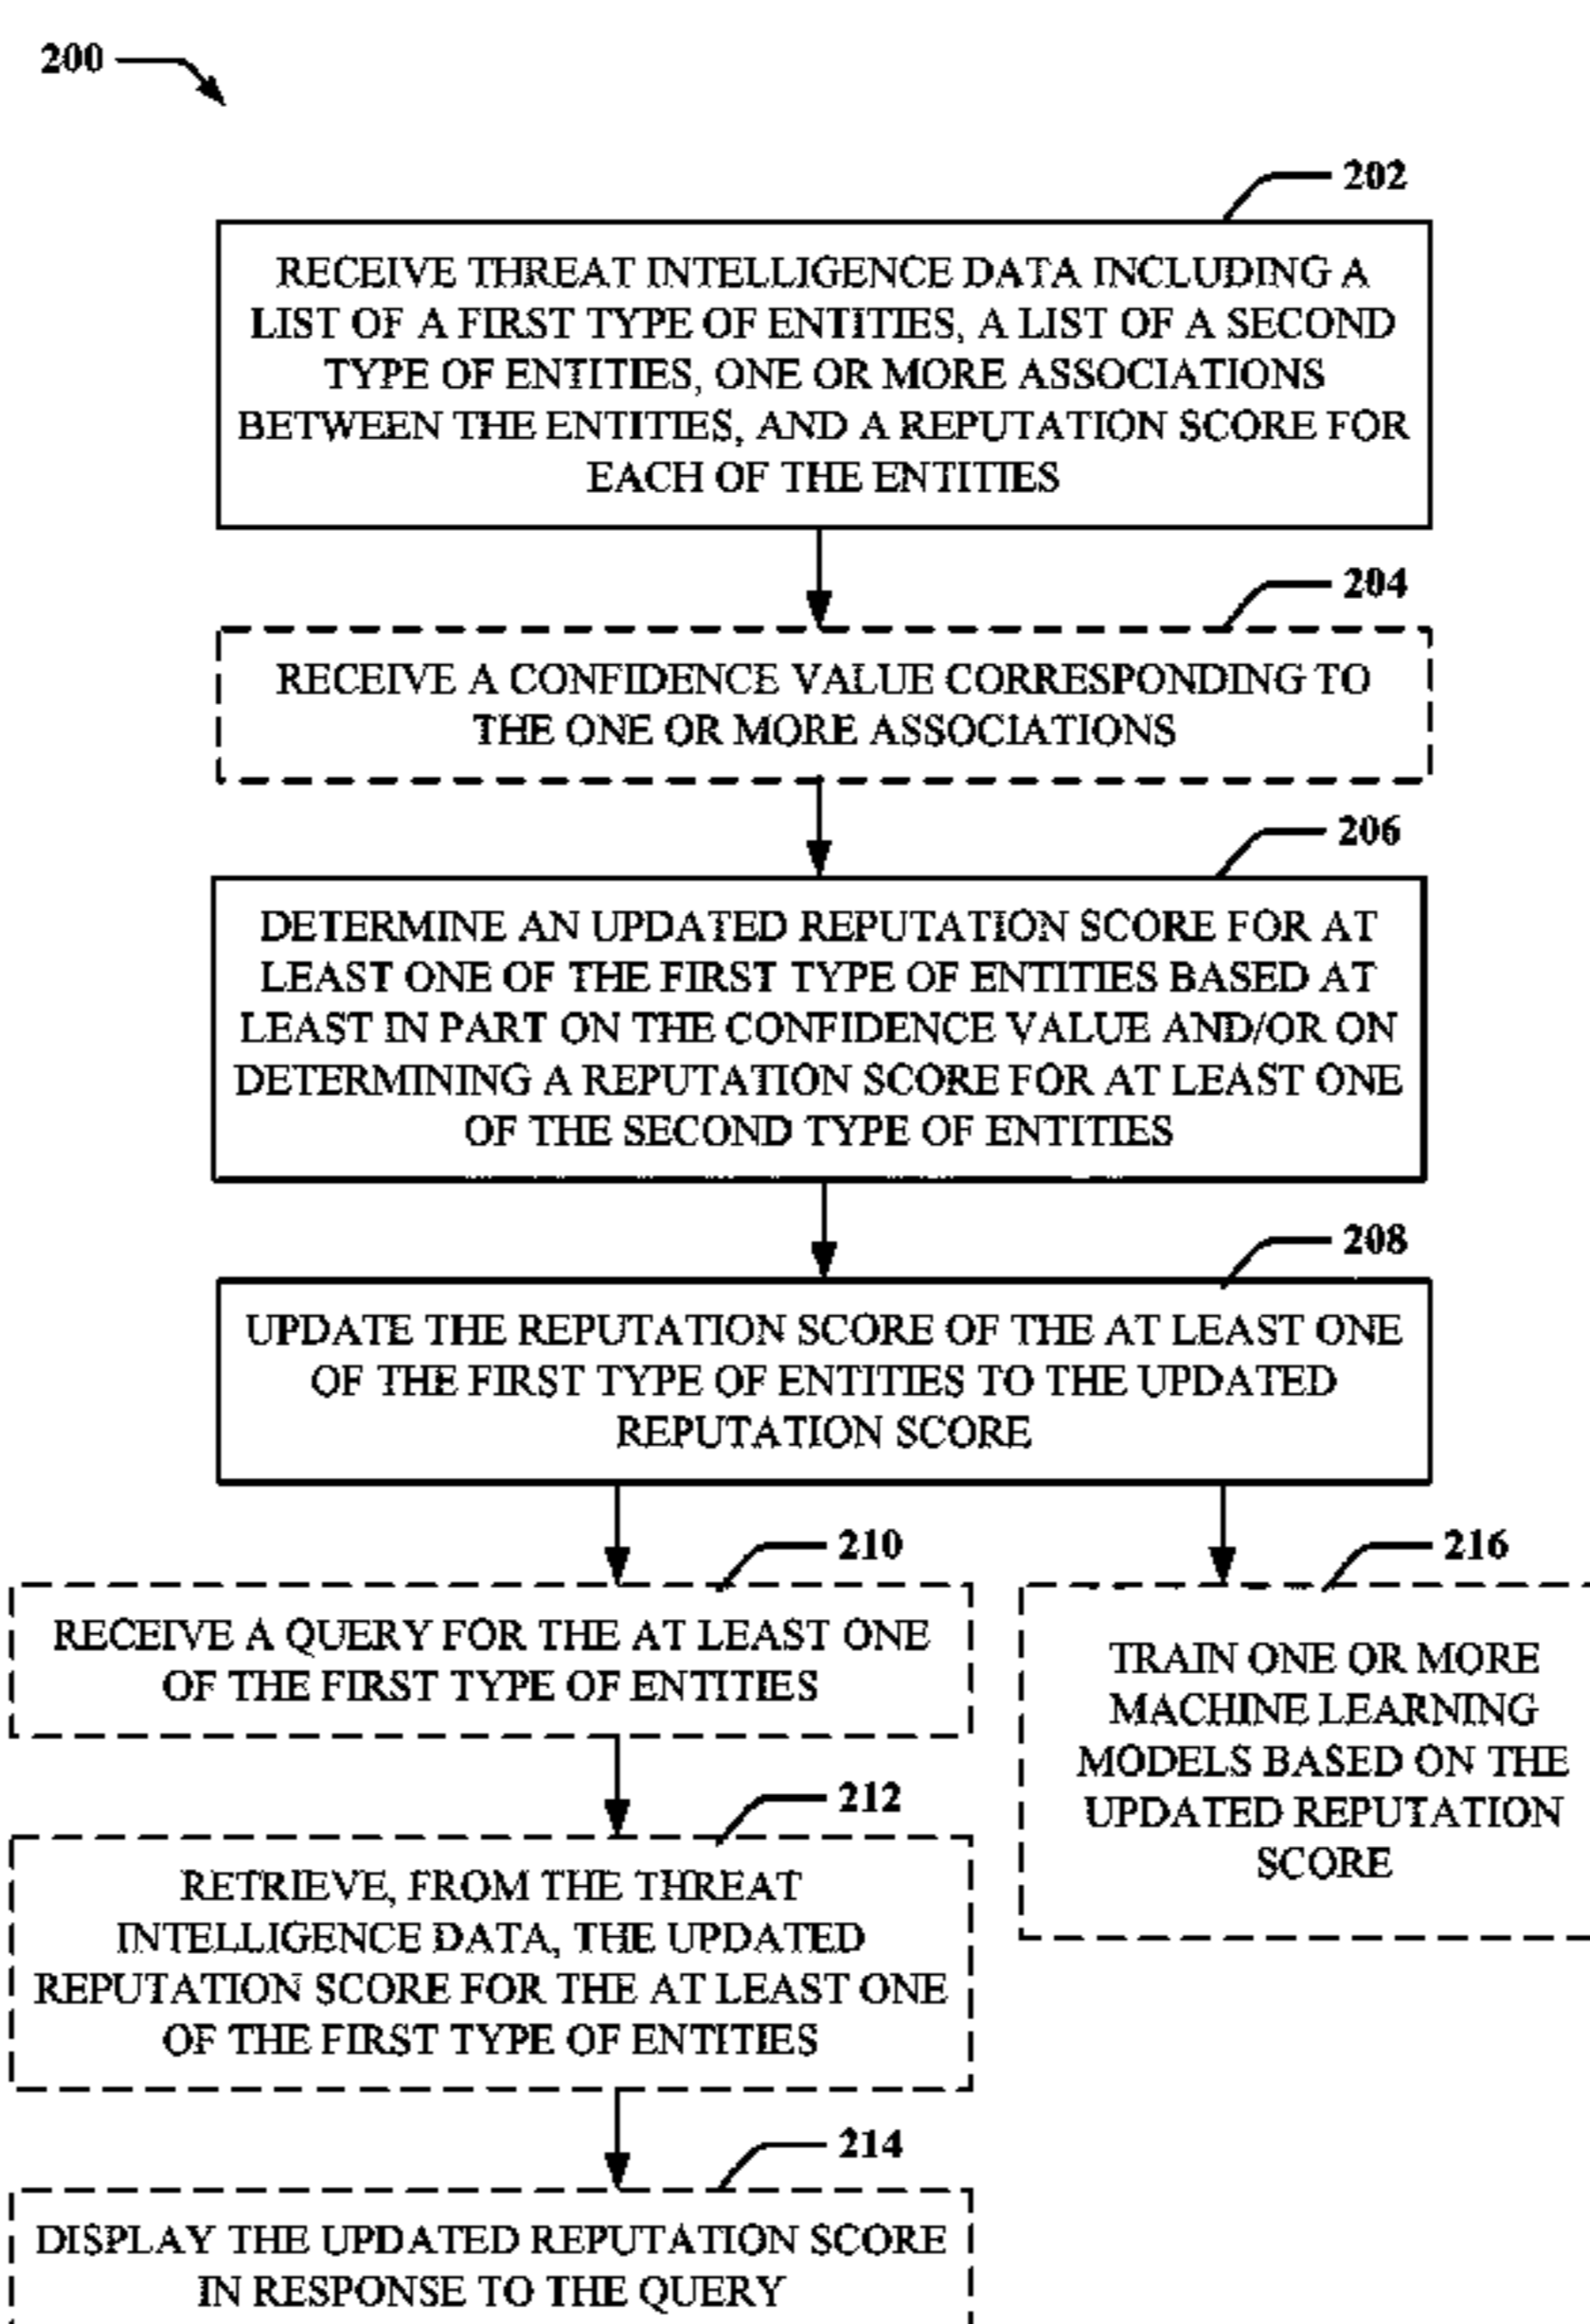 200
202
RECEIVE THREAT INTELLIGENCE DATA INCLUDING A
LIST OF A FIRST TYPE OF ENTITIES, A LIST OF A SECOND
TYPE OF ENTITIES, ONE OR MORE ASSOCIATIONS
BETWEEN THE ENTITIES, AND A REPUTATION SCORE FOR
EACH OF THE ENTITIES
204
RECEIVE A CONFIDENCE VALUE CORRESPONDING TO
THE ONE OR MORE ASSOCIATIONS
206
DETERMINE AN UPDATED REPUTATION SCORE FOR AT
LEAST ONE OF THE FIRST TYPE OF ENTITIES BASED AT
LEAST IN PART ON THE CONFIDENCE VALUE AND/OR ON
DETERMINING A REPUTATION SCORE FOR AT LEAST ONE
OF THE SECOND TYPE OF ENTITIES
208
UPDATE THE REPUTATION SCORE OF THE AT LEAST ONE
OF THE FIRST TYPE OF ENTITIES TO THE UPDATED
REPUTATION SCORE
210
RECEIVE A QUERY FOR THE AT LEAST ONE
OF THE FIRST TYPE OF ENTITIES
212
RETRIEVE, FROM THE THREAT
INTELLIGENCE DATA, THE UPDATED
REPUTATION SCORE FOR THE AT LEAST ONE
OF THE FIRST TYPE OF ENTITIES
214
DISPLAY THE UPDATED REPUTATION SCORE
IN RESPONSE TO THE QUERY
216
TRAIN ONE OR MORE
MACHINE LEARNING
MODELS BASED ON THE
UPDATED REPUTATION
SCORE